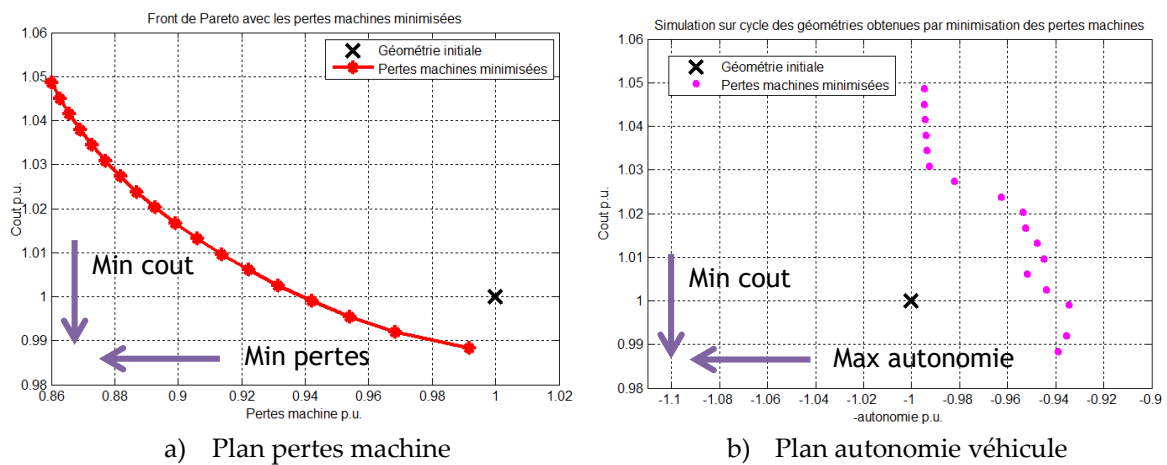 Front de Pareto avec les pertes machines minimisées
1.06
1.05
1.04
1.03
1.02
1.01
1
0.99
0.98
Cout p.u.
Géométrie initiale
Pertes machines minimisées
Min cout
Min pertes
0.86 0.88 0.9 0.92 0.94 0.96 0.98 1 1.02
Pertes machine p.u.
a) Plan pertes machine
Simulation sur cycle des géométries obtenues par minimisation des pertes machines
1.06
1.05
1.04
1.03
1.02
1.01
1
0.99
0.98
Cout p.u.
Géométrie initiale
Pertes machines minimisées
Min cout
Max autonomie
-1.1 -1.08 -1.06 -1.04 -1.02 -1 -0.98 -0.96 -0.94 -0.92 -0.9
-autonomie p.u.
b) Plan autonomie véhicule